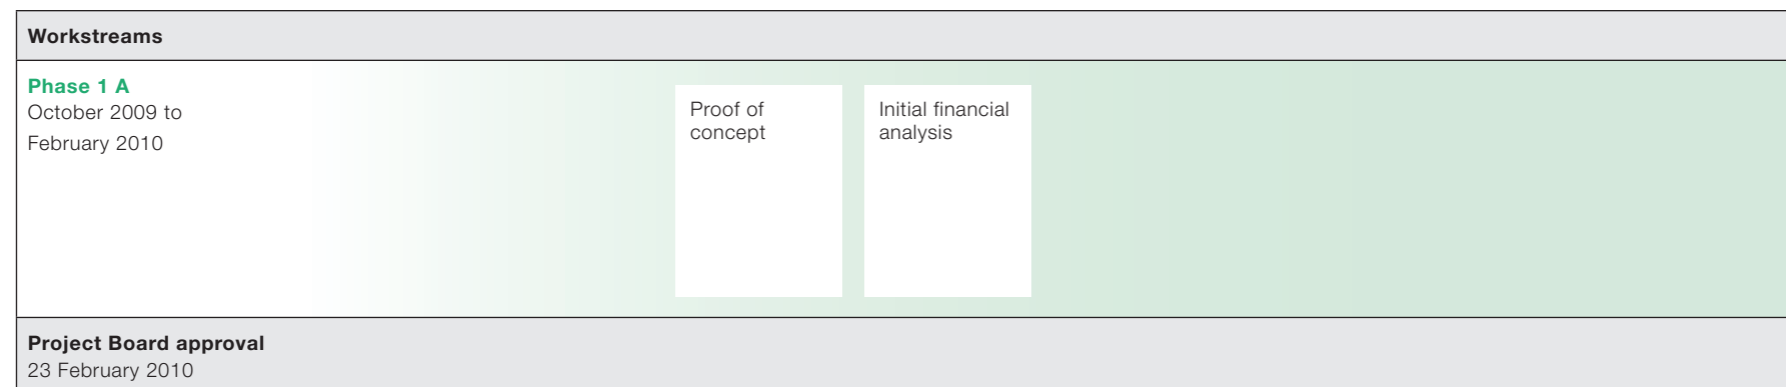 Workstreams
Phase 1 A
October 2009 to
February 2010
Proof of
concept
Initial financial
analysis
Project Board approval
23 February 2010